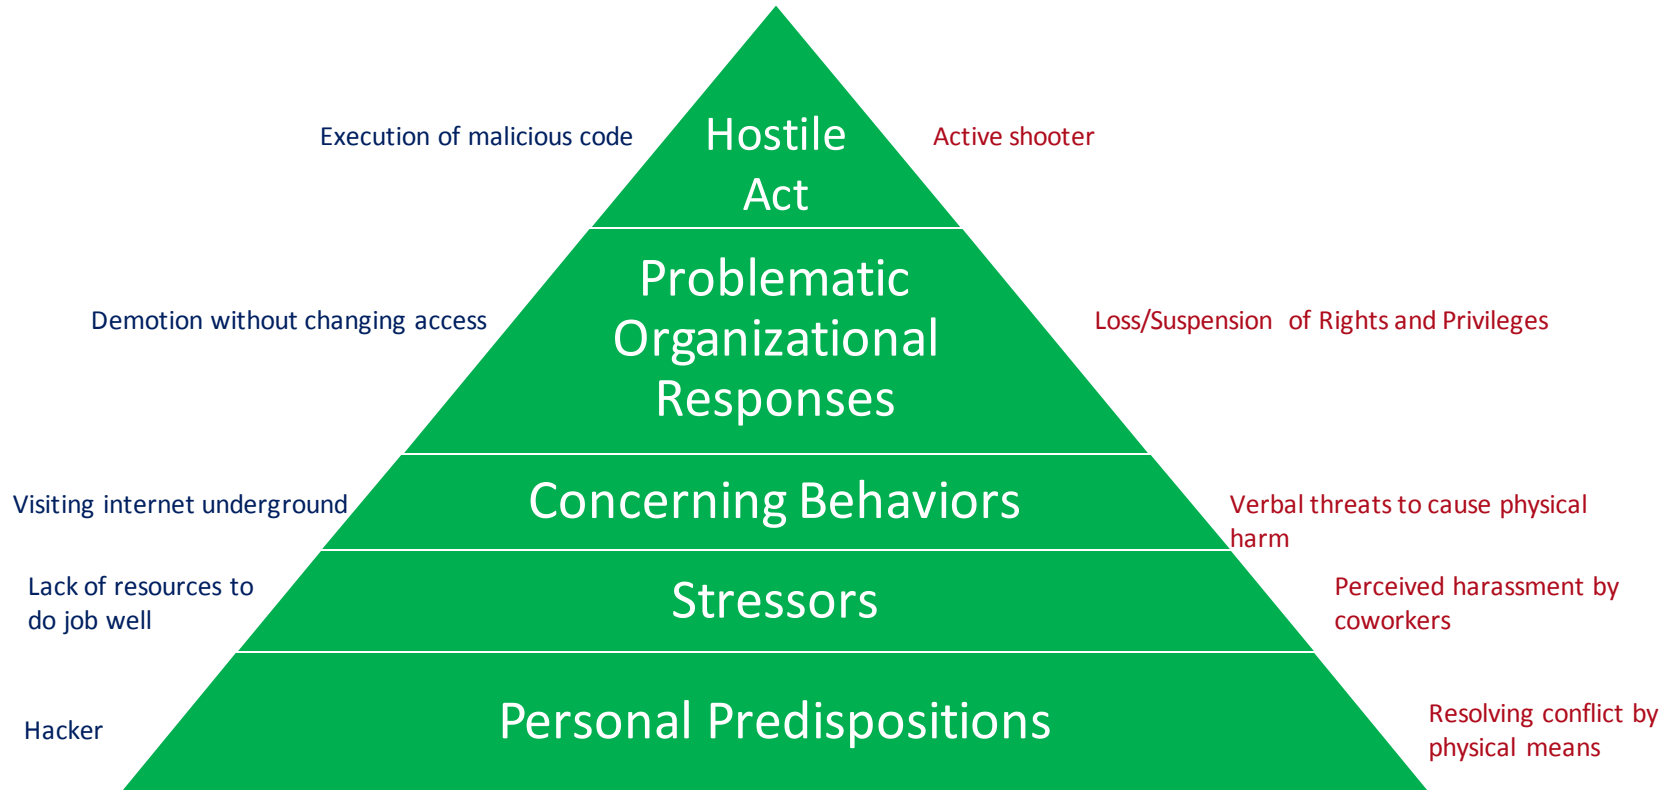 Execution of malicious code
Hostile
Act
Active shooter
Demotion without changing access
Problematic
Organizational
Responses
Loss/Suspension of Rights and Privileges
Visiting internet underground
Concerning Behaviors
Verbal threats to cause physical
harm
Lack of resources to
do job well
Stressors
Perceived harassment by
coworkers
Hacker
Personal Predispositions
Resolving conflict by
physical means